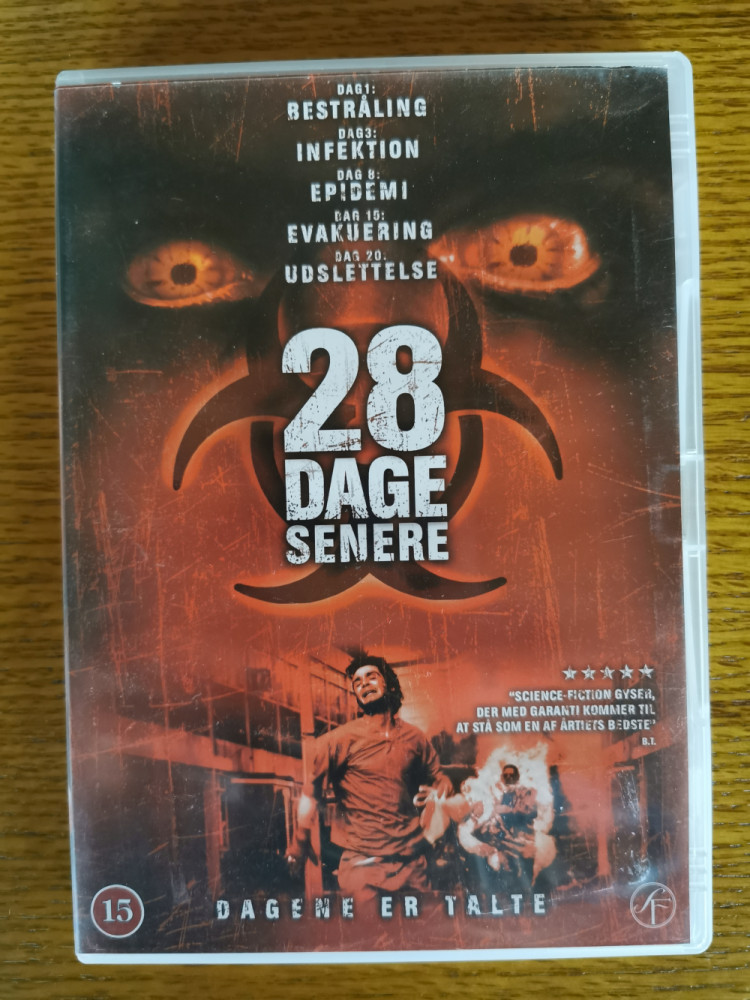 DAG1:
BESTRÅLING
DAG3:
INFEKTION
DAG 8:
EPIDEMI
DAG 15:
EVAKUERING
DAG 20:
UDSLETTELSE
28
DAGE
SENERE
"SCIENCE-FICTION GYSER,
DER MED GARANTI KOMMER TIL
AT STÅ SOM EN AF ÅRTIETS BEDSTE"
B.T.
15
DAGENE ER TALTE
SF